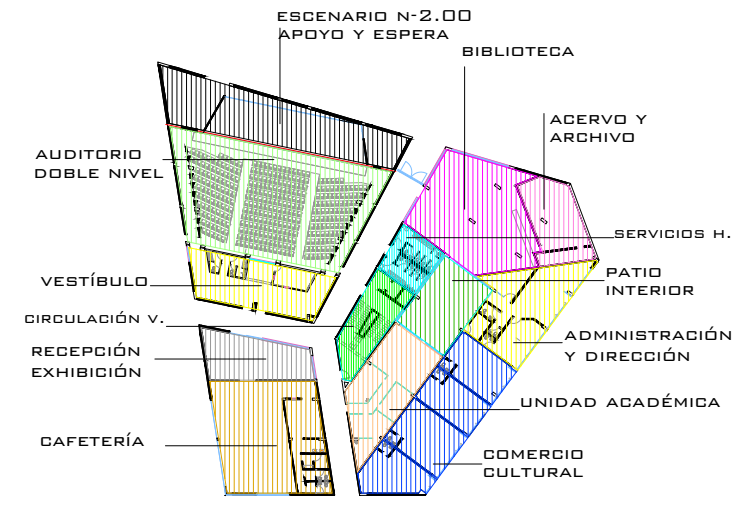 ESCENARIO N-2.00
APOYO Y ESPERA
BIBLIOTECA
ACERVO Y
ARCHIVO
AUDITORIO
DOBLE NIVEL
SERVICIOS H.
VESTÍBULO
PATIO
INTERIOR
CIRCULACIÓN V.
RECEPCIÓN
EXHIBICIÓN
ADMINISTRACIÓN
Y DIRECCIÓN
UNIDAD ACADÉMICA
CAFETERÍA
COMERCIO
CULTURAL